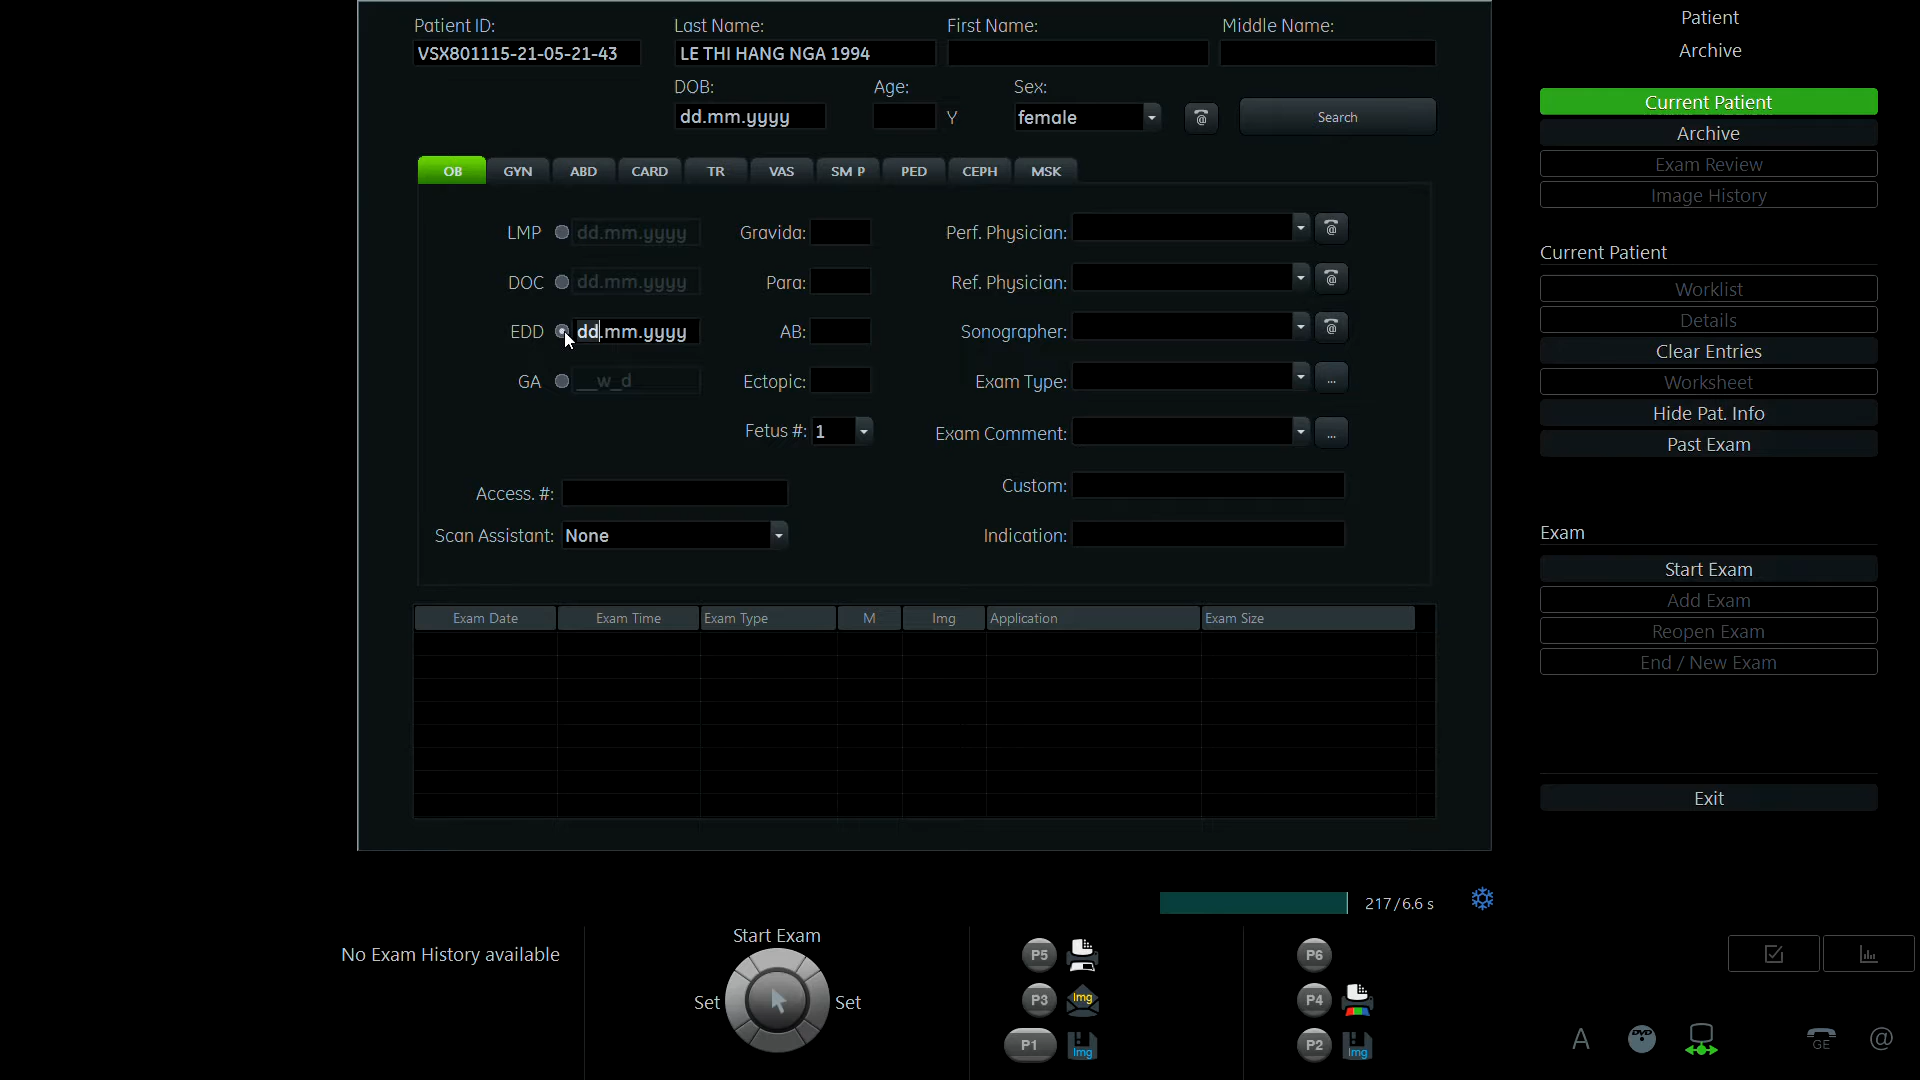 Patient ID: Last Name: First Name: Middle Name:
VSX801115-21-05-21-43 LE THI HANG NGA 1994
DOB: Age: Sex:
dd.mm.yyyy Y female @ Search
OB GYN ABD CARD TR VAS SM P PED CEPH MSK
LMP dd.mm.yyyy Gravida: Perf. Physician: @
DOC dd.mm.yyyy Para: Ref. Physician: @
EDD dd.mm.yyyy AB: Sonographer: @
GA __w_d Ectopic: Exam Type: ...
Fetus #: 1 Exam Comment: ...
Access. #: Custom:
Scan Assistant: None Indication:
Exam Date Exam Time Exam Type M Img Application Exam Size
Patient
Archive
Current Patient
Archive
Exam Review
Image History
Current Patient
Worklist
Details
Clear Entries
Worksheet
Hide Pat. Info
Past Exam
Exam
Start Exam
Add Exam
Reopen Exam
End / New Exam
Exit
217/6.6 s
No Exam History available
Start Exam
Set Set
P5
P3 Img
P1 Img
P6
P4
P2 Img
A DVD GE @